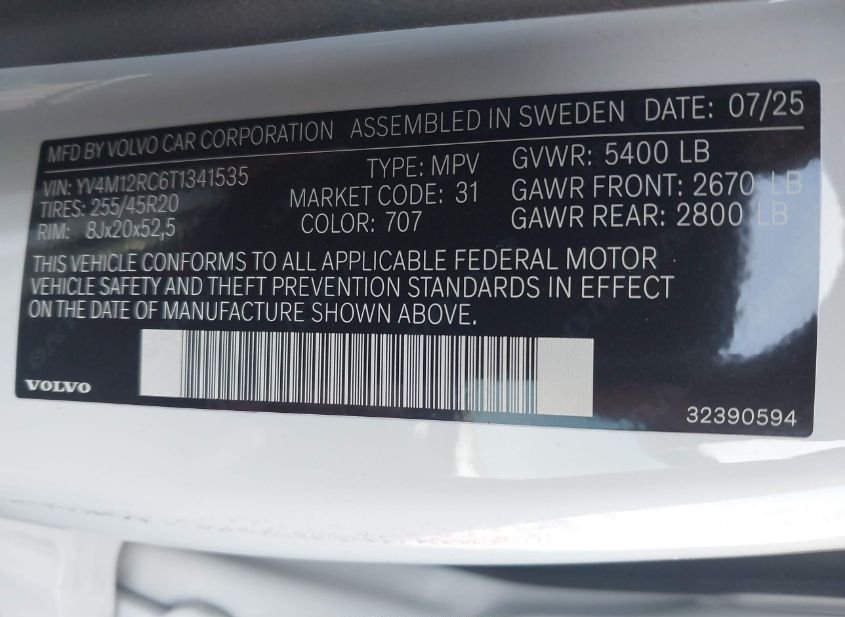 MFD BY VOLVO CAR CORPORATION ASSEMBLED IN SWEDEN DATE: 07/25
VIN: YV4M12RC6T1341535 TYPE: MPV GVWR: 5400 LB
TIRES: 255/45R20 MARKET CODE: 31 GAWR FRONT: 2670 LB
RIM: 8Jx20x52,5 COLOR: 707 GAWR REAR: 2800 LB
THIS VEHICLE CONFORMS TO ALL APPLICABLE FEDERAL MOTOR
VEHICLE SAFETY AND THEFT PREVENTION STANDARDS IN EFFECT
ON THE DATE OF MANUFACTURE SHOWN ABOVE.
VOLVO
32390594